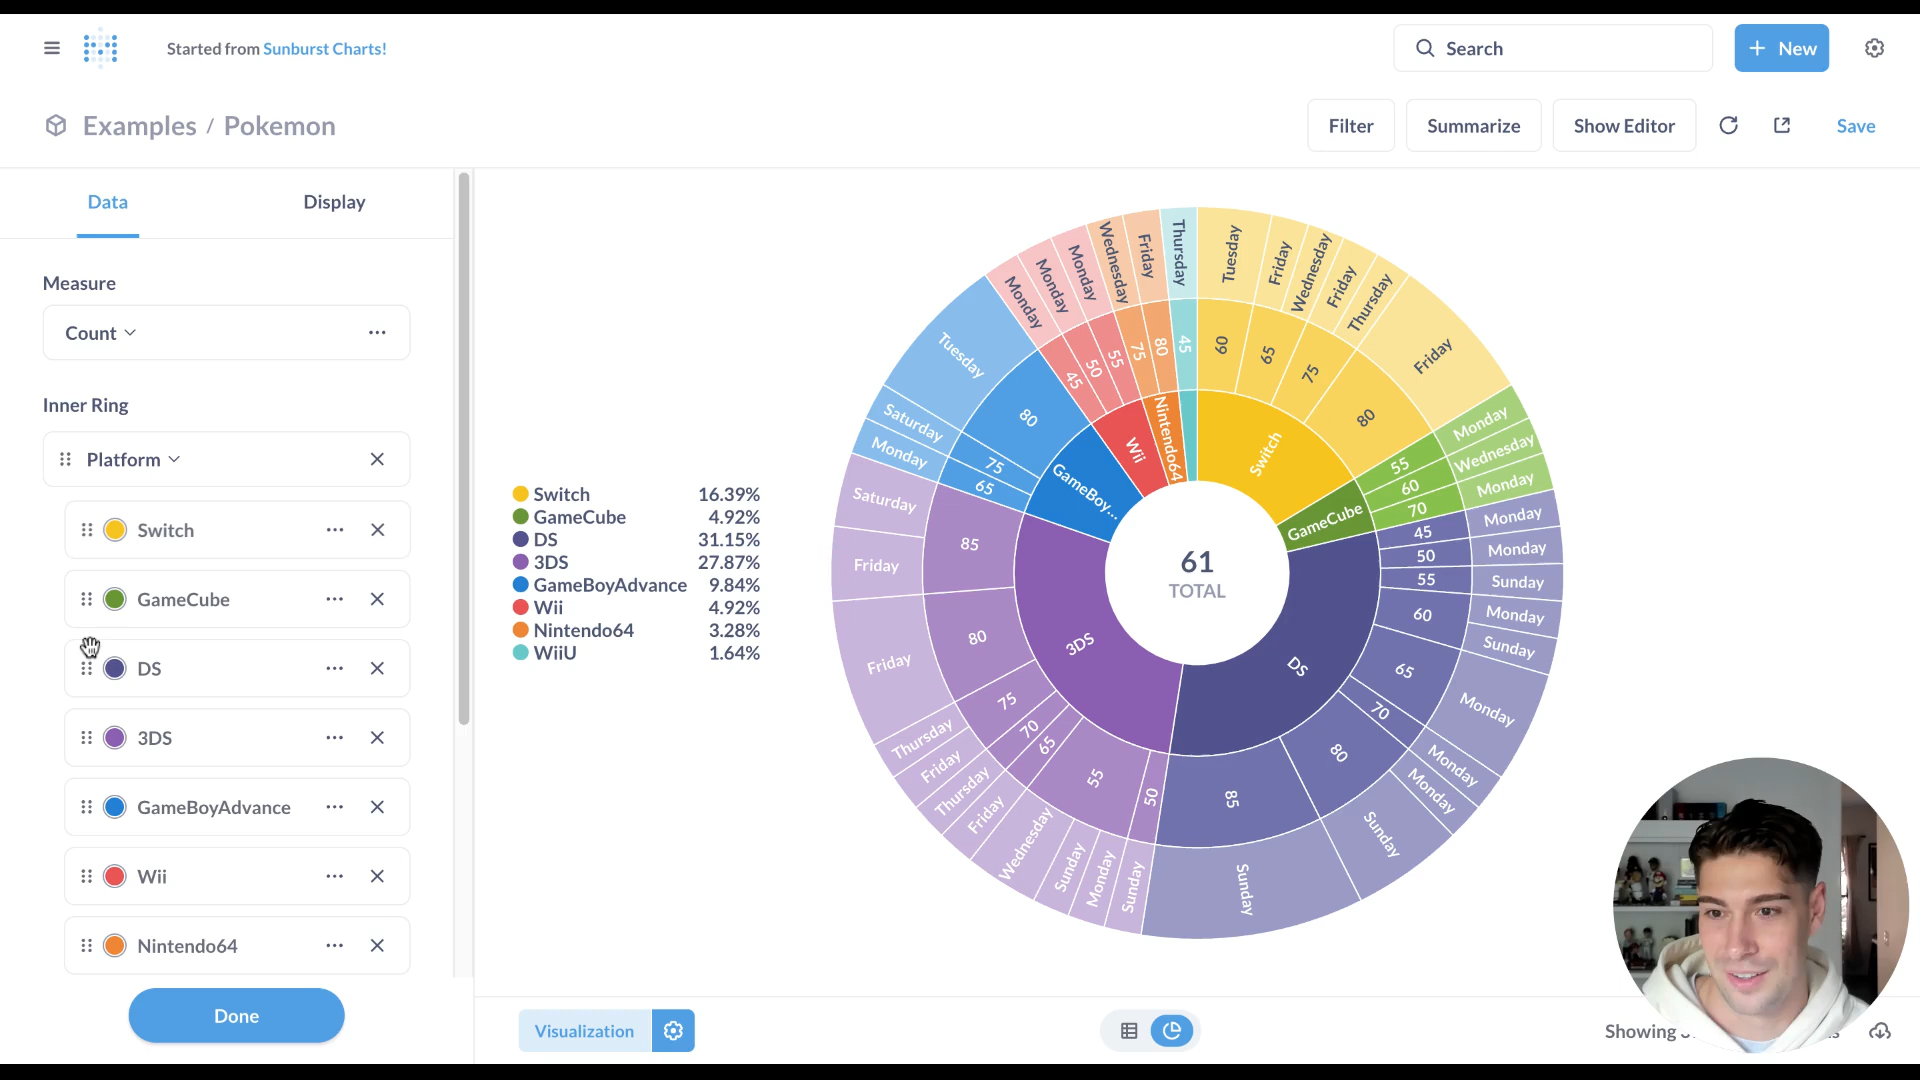 Started from Sunburst Charts!
Search
+ New
Examples / Pokemon
Filter
Summarize
Show Editor
Save
Data
Display
Measure
Count
Inner Ring
Platform
Switch
GameCube
DS
3DS
GameBoyAdvance
Wii
Nintendo64
Done
Switch 16.39%
GameCube 4.92%
DS 31.15%
3DS 27.87%
GameBoyAdvance 9.84%
Wii 4.92%
Nintendo64 3.28%
WiiU 1.64%
61
TOTAL
Switch
GameCube
DS
3DS
GameBoy...
Wii
Nintendo64
60
65
75
80
55
60
70
45
50
55
60
65
70
80
85
50
55
65
70
75
80
85
65
75
80
45
50
55
75
80
45
Tuesday
Friday
Wednesday
Friday
Thursday
Friday
Monday
Wednesday
Monday
Monday
Monday
Sunday
Monday
Sunday
Monday
Monday
Monday
Sunday
Sunday
Sunday
Monday
Sunday
Wednesday
Friday
Thursday
Friday
Thursday
Friday
Friday
Saturday
Monday
Saturday
Tuesday
Monday
Monday
Monday
Wednesday
Friday
Thursday
Visualization
Showing